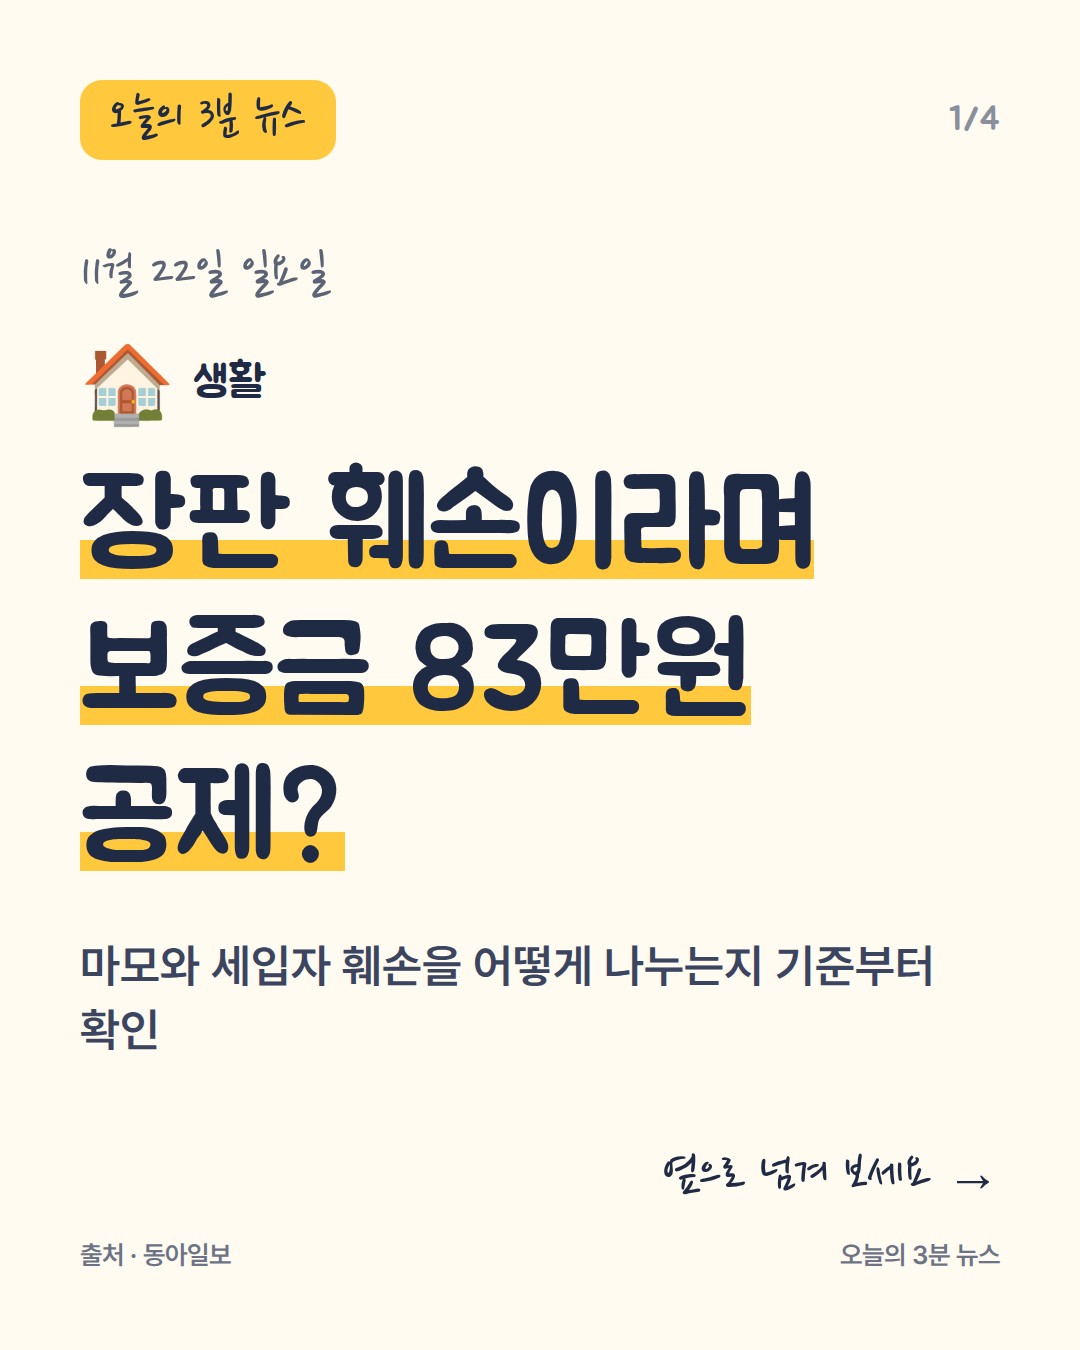 오늘의 3분 뉴스
1/4
11월 22일 일요일
생활
장판 훼손이라며
보증금 83만원
공제?
마모와 세입자 훼손을 어떻게 나누는지 기준부터
확인
옆으로 넘겨 보세요 →
출처 · 동아일보
오늘의 3분 뉴스